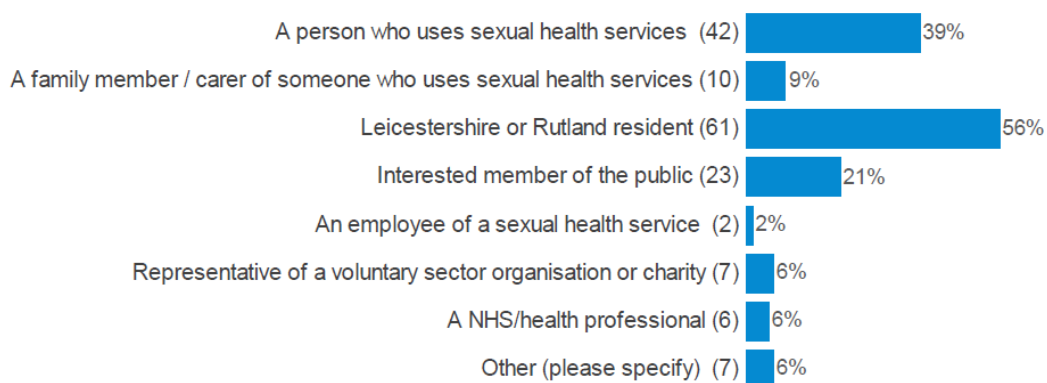 A person who uses sexual health services (42) 39%
A family member / carer of someone who uses sexual health services (10) 9%
Leicestershire or Rutland resident (61) 56%
Interested member of the public (23) 21%
An employee of a sexual health service (2) 2%
Representative of a voluntary sector organisation or charity (7) 6%
A NHS/health professional (6) 6%
Other (please specify) (7) 6%